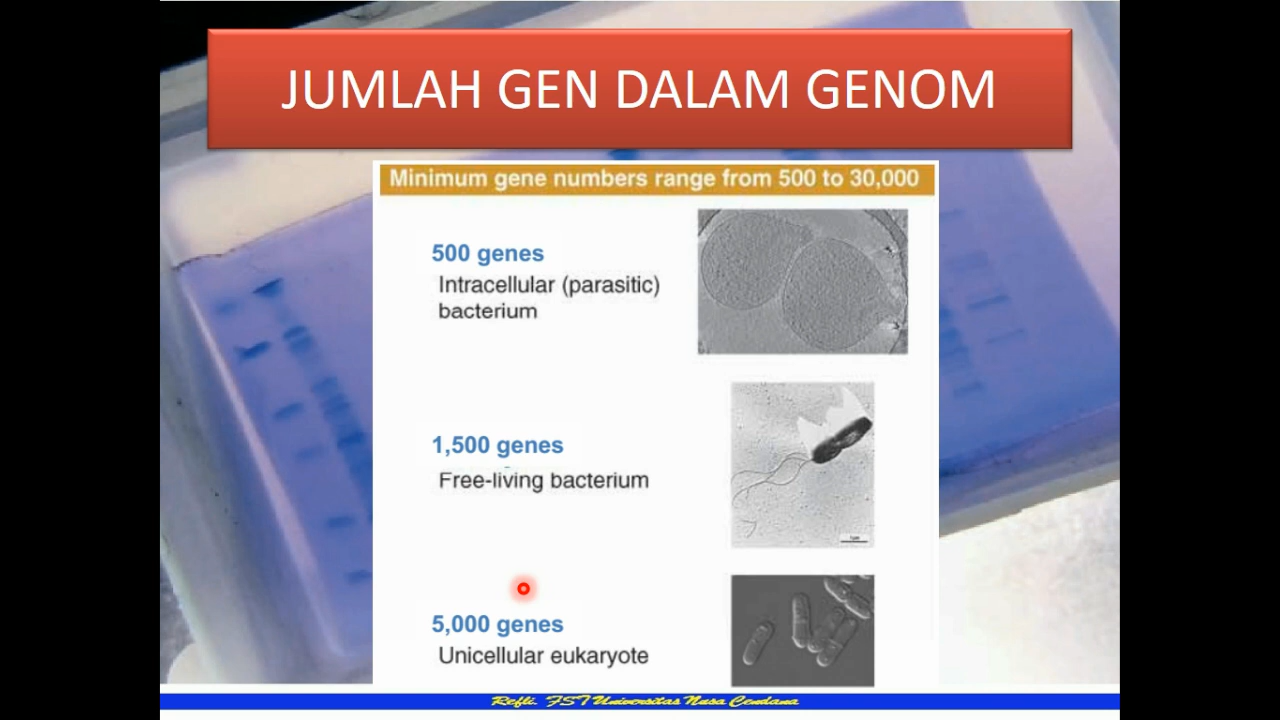 JUMLAH GEN DALAM GENOM
Minimum gene numbers range from 500 to 30,000
500 genes
Intracellular (parasitic)
bacterium
1,500 genes
Free-living bacterium
5,000 genes
Unicellular eukaryote
Refli. FST Universitas Nusa Cendana